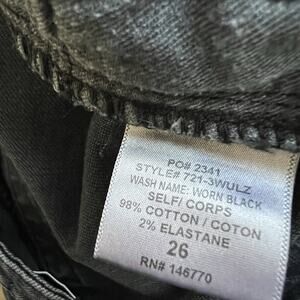 PO# 2341
STYLE# 721-3WULZ
WASH NAME: WORN BLACK
SELF/ CORPS
98% COTTON / COTON
2% ELASTANE
26
RN# 146770